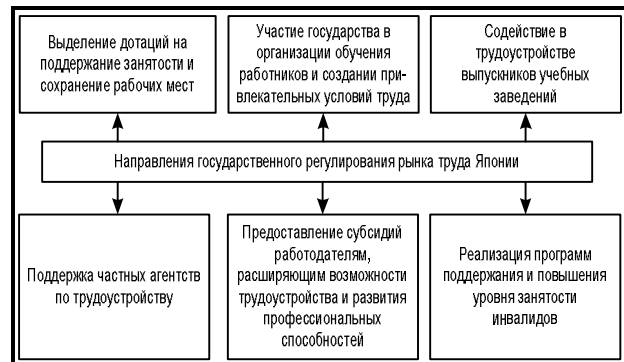 Выделение дотаций на
поддержание занятости и
сохранение рабочих мест
Участие государства в
организации обучения
работников и создании при-
влекательных условий труда
Содействие в
трудоустройстве
выпускников учебных
заведений
Направления государственного регулирования рынка труда Японии
Поддержка частных агентств
по трудоустройству
Предоставление субсидий
работодателям,
расширяющим возможности
трудоустройства и развития
профессиональных
способностей
Реализация программ
поддержания и повышения
уровня занятости
инвалидов